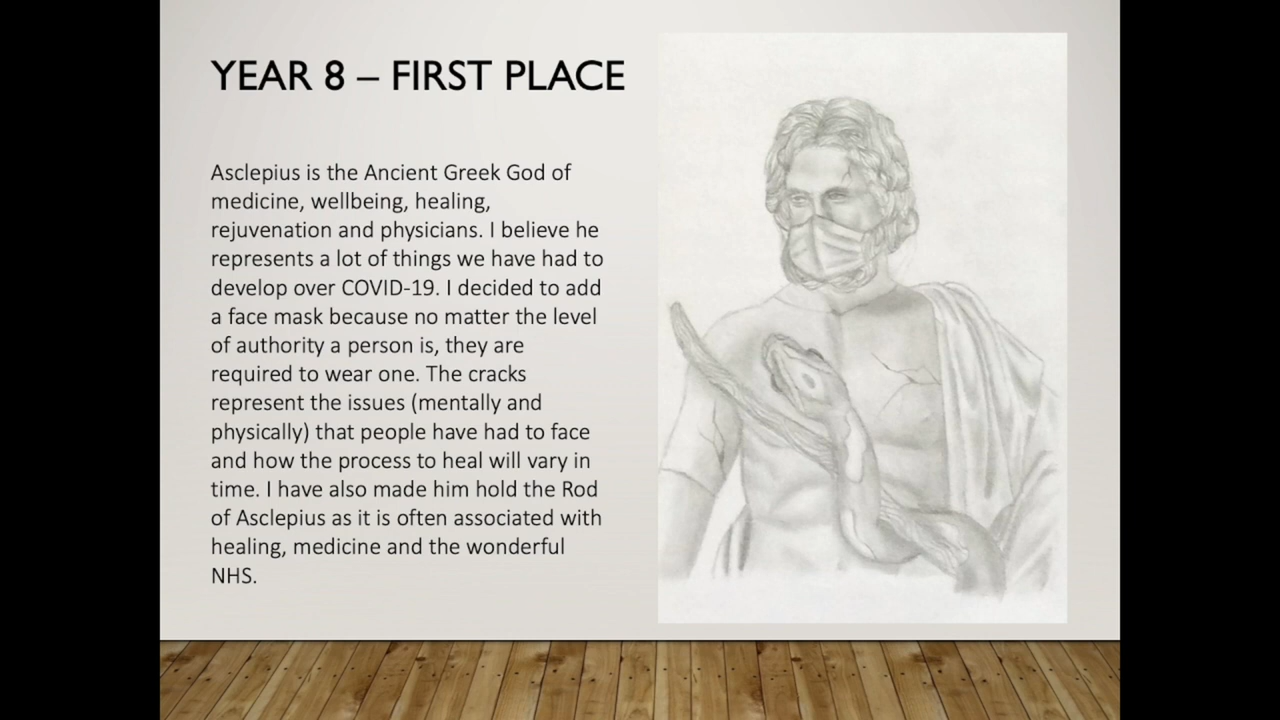 YEAR 8 – FIRST PLACE
Asclepius is the Ancient Greek God of
medicine, wellbeing, healing,
rejuvenation and physicians. I believe he
represents a lot of things we have had to
develop over COVID-19. I decided to add
a face mask because no matter the level
of authority a person is, they are
required to wear one. The cracks
represent the issues (mentally and
physically) that people have had to face
and how the process to heal will vary in
time. I have also made him hold the Rod
of Asclepius as it is often associated with
healing, medicine and the wonderful
NHS.